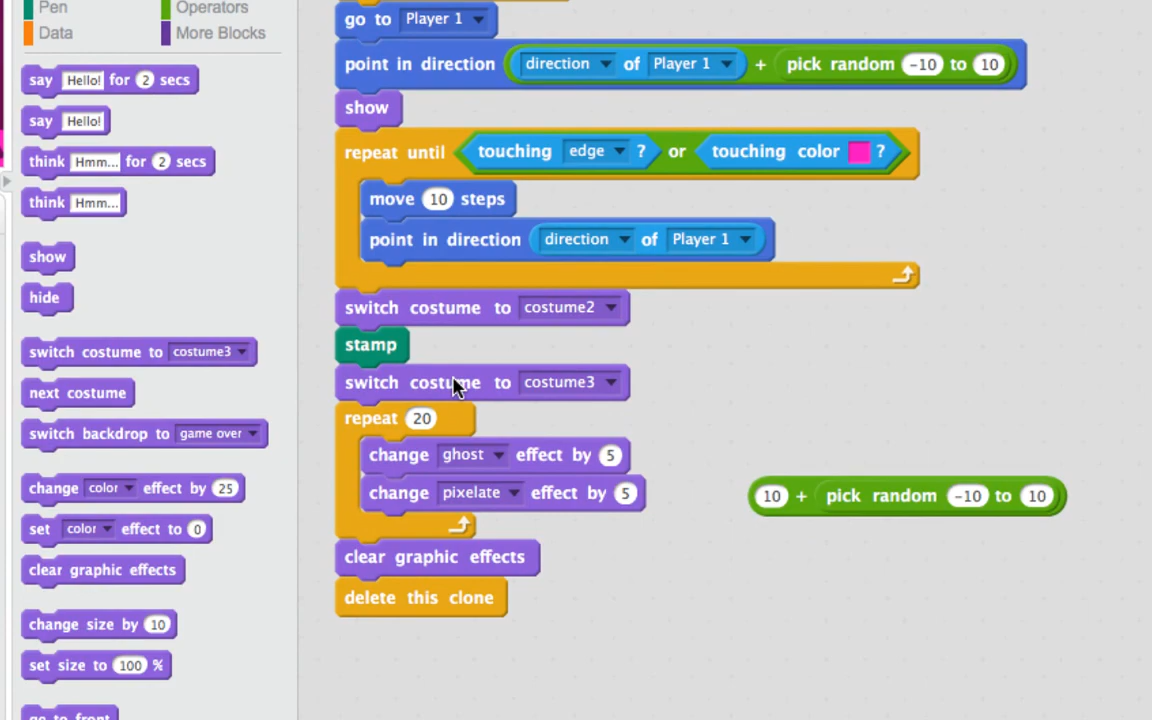 Pen
Operators
Data
More Blocks
say Hello! for 2 secs
say Hello!
think Hmm... for 2 secs
think Hmm...
show
hide
switch costume to costume3
next costume
switch backdrop to game over
change color effect by 25
set color effect to 0
clear graphic effects
change size by 10
set size to 100 %
go to front
go to Player 1
point in direction direction of Player 1 + pick random -10 to 10
show
repeat until touching edge ? or touching color ?
move 10 steps
point in direction direction of Player 1
switch costume to costume2
stamp
switch costume to costume3
repeat 20
change ghost effect by 5
change pixelate effect by 5
clear graphic effects
delete this clone
10 + pick random -10 to 10